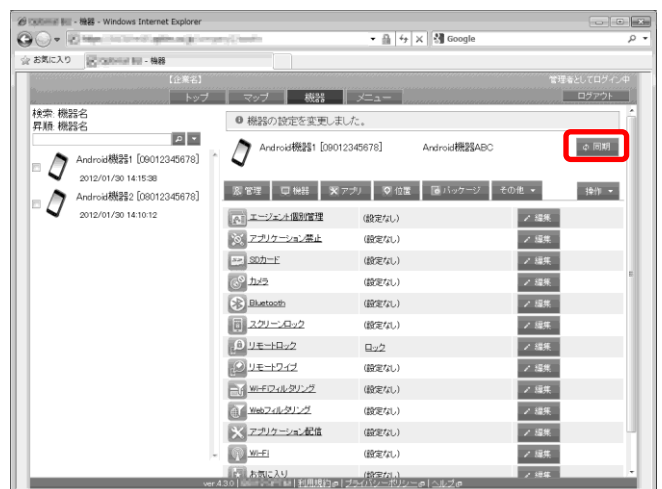 - 機器 - Windows Internet Explorer
Google
お気に入り
- 機器
【企業名】
管理者としてログイン中
トップ
マップ
機器
メニュー
ログアウト
検索: 機器名
昇順: 機器名
Android機器1 [09012345678]
2012/01/30 14:15:38
Android機器2 [09012345678]
2012/01/30 14:10:12
機器の設定を変更しました。
Android機器1 [09012345678]
Android機器ABC
同期
管理
機器
アプリ
位置
パッケージ
その他
操作
エージェント個別管理 (設定なし) 編集
アプリケーション禁止 (設定なし) 編集
SDカード (設定なし) 編集
カメラ (設定なし) 編集
Bluetooth (設定なし) 編集
スクリーンロック (設定なし) 編集
リモートロック ロック 編集
リモートワイプ (設定なし) 編集
Wi-Fiフィルタリング (設定なし) 編集
Webフィルタリング (設定なし) 編集
アプリケーション配信 (設定なし) 編集
Wi-Fi (設定なし) 編集
お気に入り (設定なし) 編集
ver.4.3.0 | | 利用規約 | プライバシーポリシー | ヘルプ